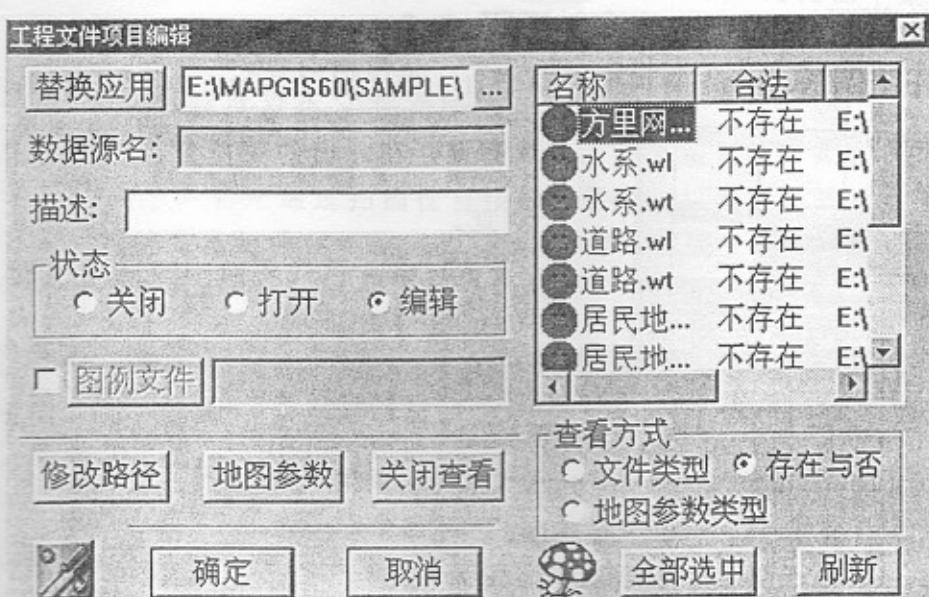 工程文件项目编辑
替换应用 E:\MAPGIS60\SAMPLE\ ...
数据源名:
描述:
状态
关闭 打开 编辑
图例文件
修改路径 地图参数 关闭查看
确定 取消
名称 合法
方里网... 不存在 E:\
水系.wl 不存在 E:\
水系.wt 不存在 E:\
道路.wl 不存在 E:\
道路.wt 不存在 E:\
居民地... 不存在 E:\
居民地... 不存在 E:\
查看方式
文件类型 存在与否
地图参数类型
全部选中 刷新